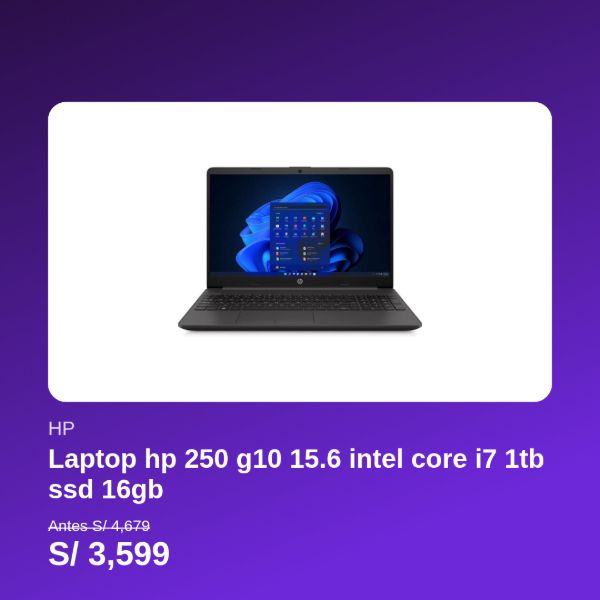 HP
Laptop hp 250 g10 15.6 intel core i7 1tb
ssd 16gb
Antes S/ 4,679
S/ 3,599